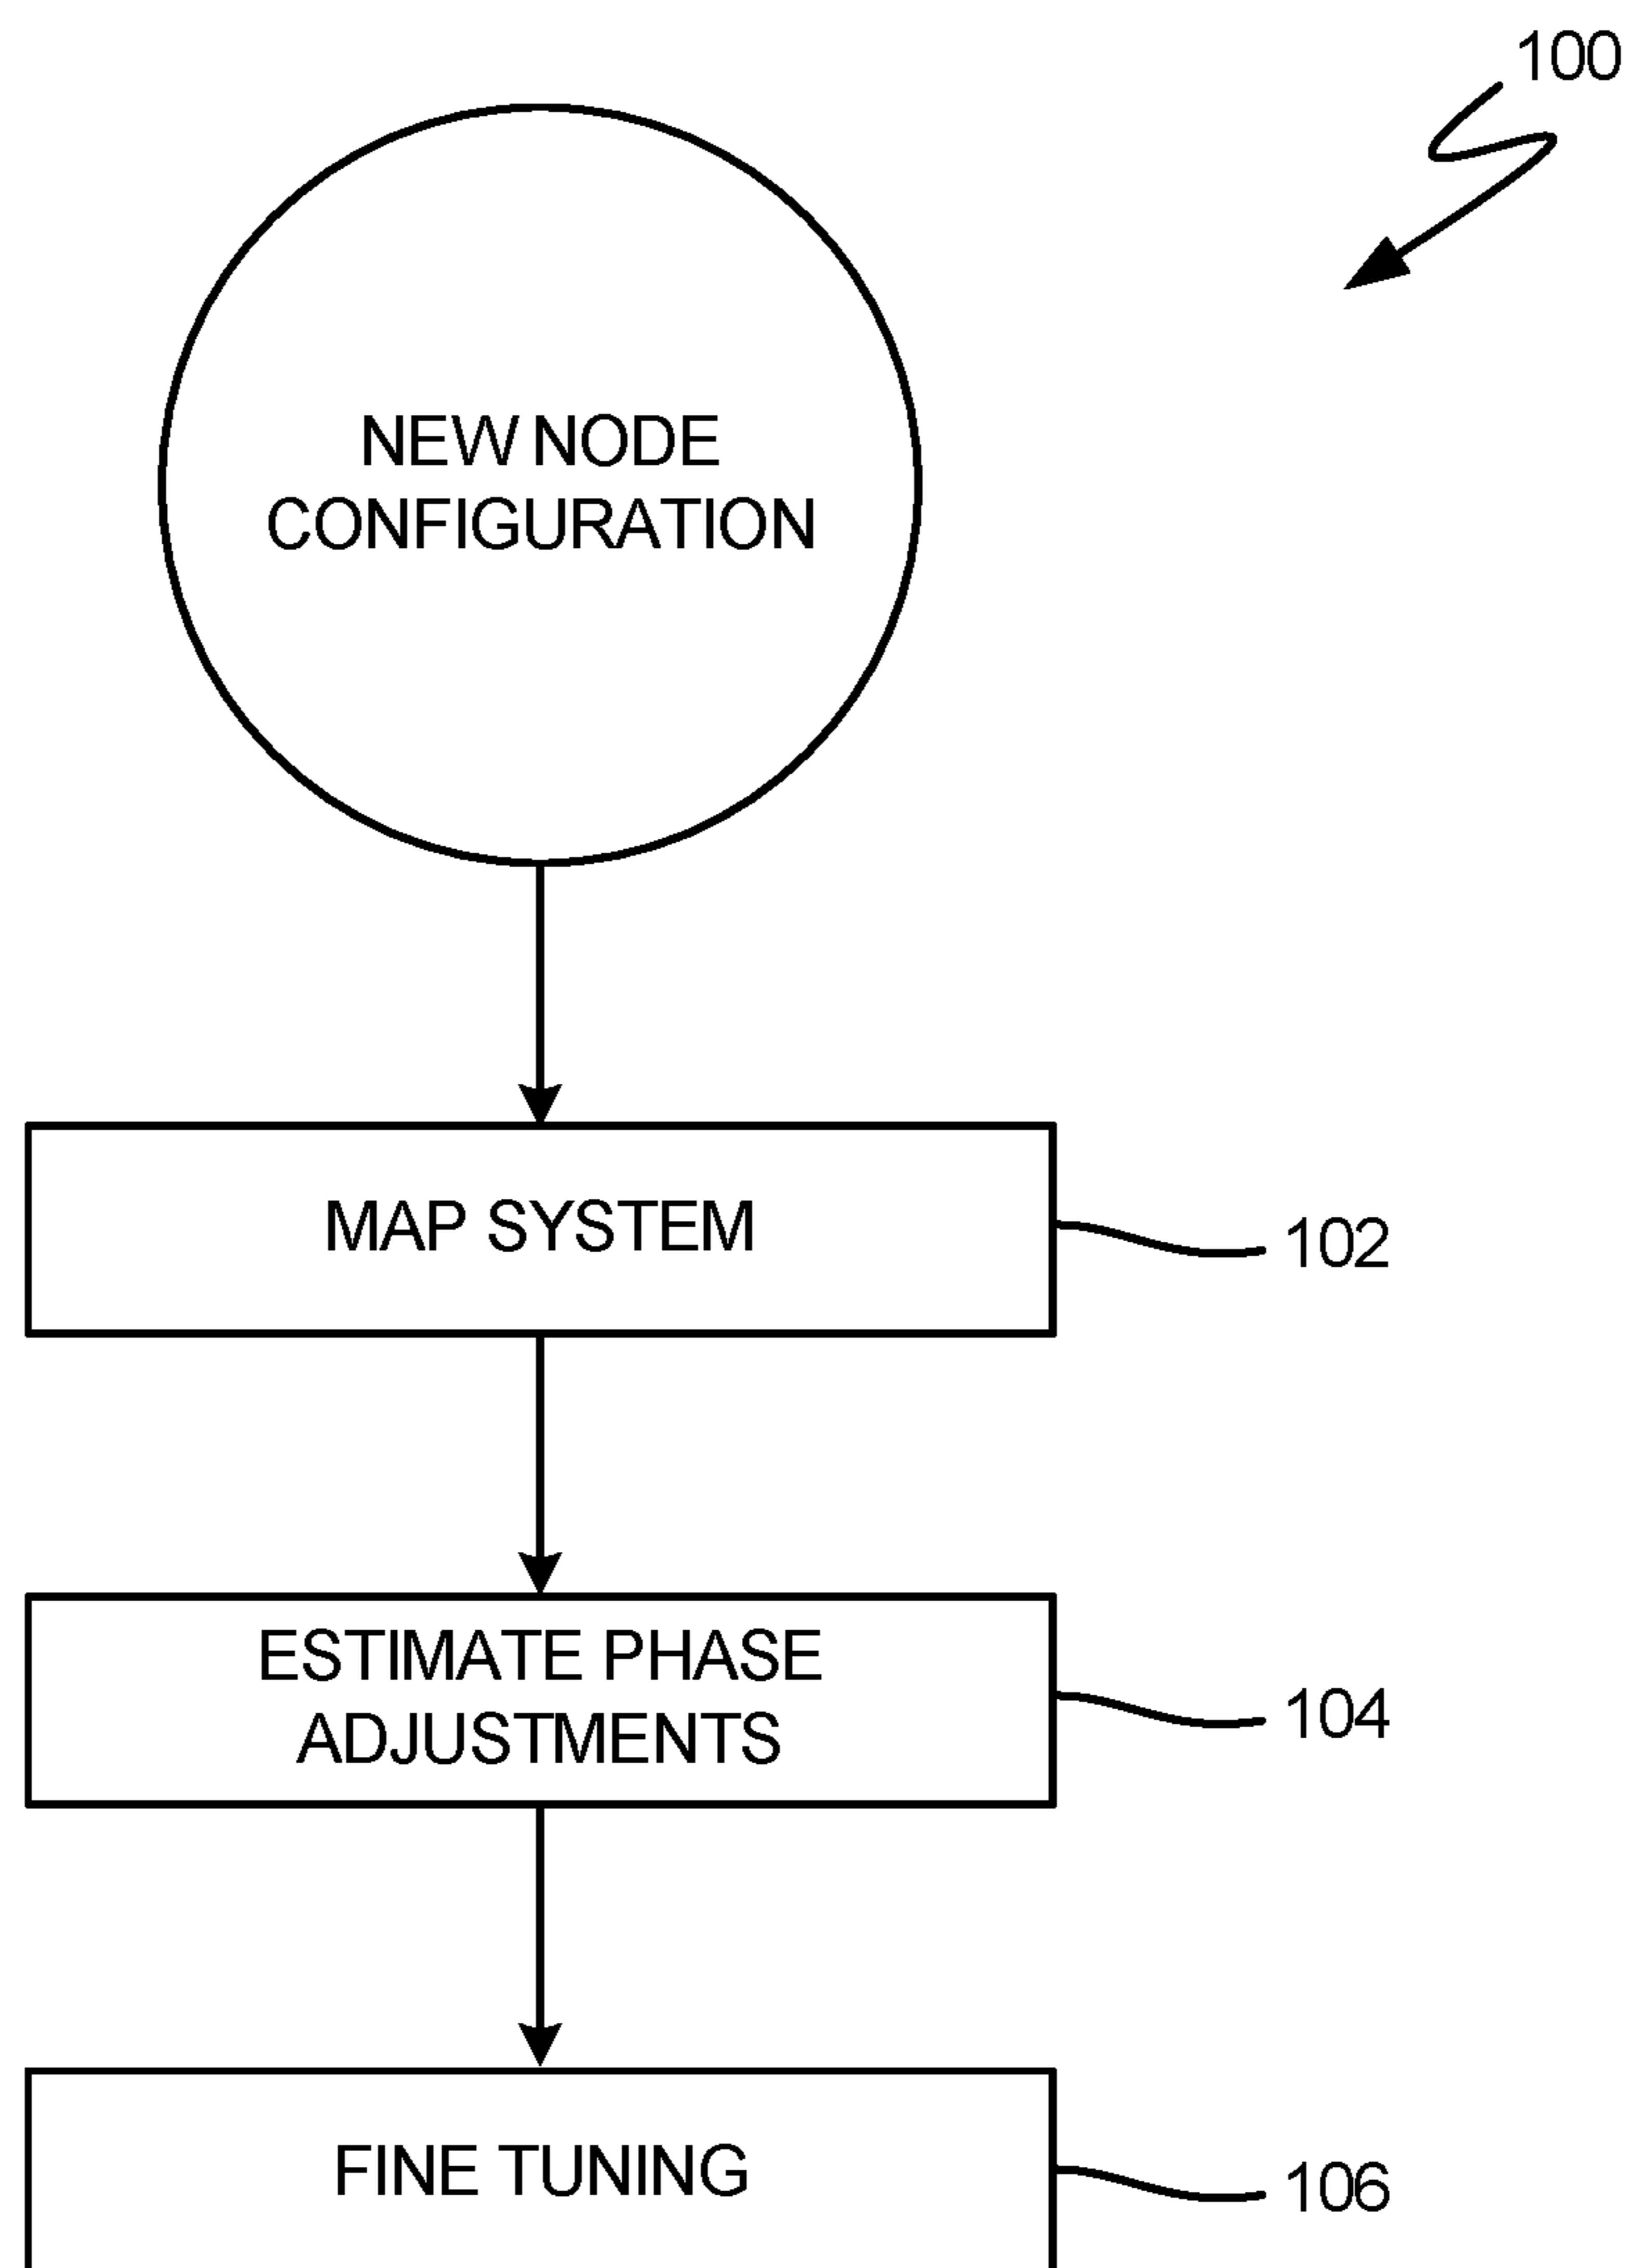 100
NEW NODE
CONFIGURATION
MAP SYSTEM
102
ESTIMATE PHASE
ADJUSTMENTS
104
FINE TUNING
106